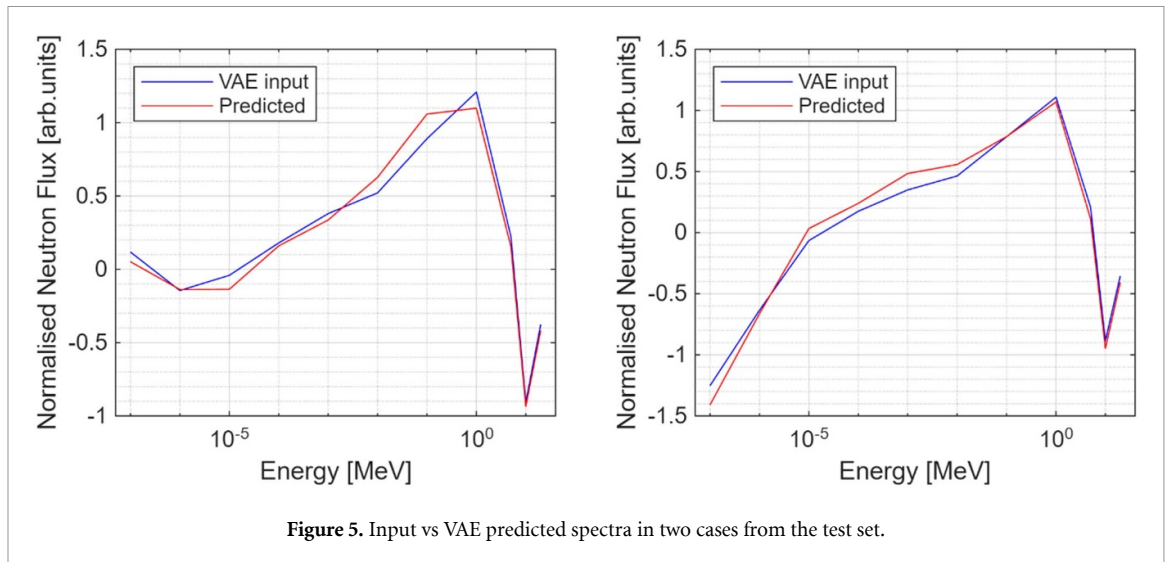 1.5
1
0.5
0
-0.5
-1
Normalised Neutron Flux [arb.units]
VAE input
Predicted
10^-5
10^0
Energy [MeV]
1.5
1
0.5
0
-0.5
-1
-1.5
Normalised Neutron Flux [arb.units]
VAE input
Predicted
10^-5
10^0
Energy [MeV]
Figure 5. Input vs VAE predicted spectra in two cases from the test set.